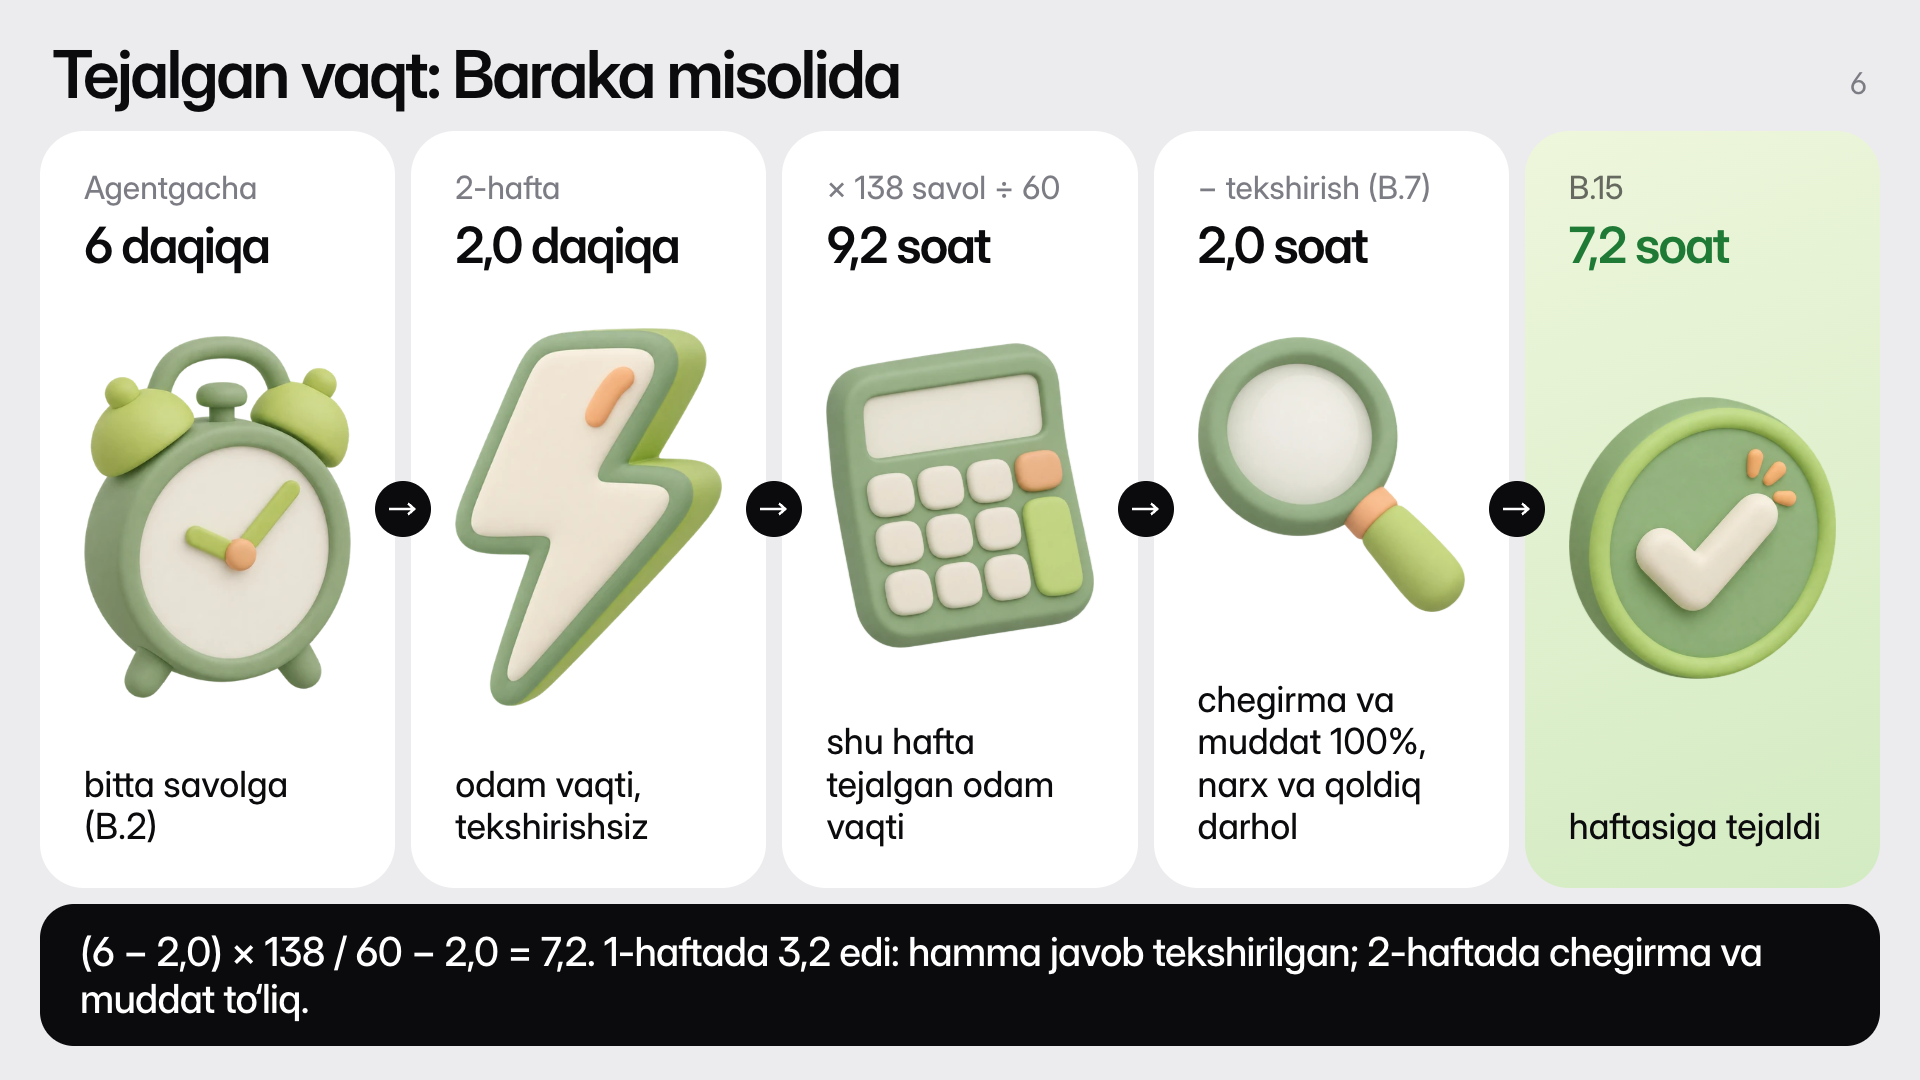 Tejalgan vaqt: Baraka misolida
6
Agentgacha
6 daqiqa
bitta savolga
(B.2)
2-hafta
2,0 daqiqa
odam vaqti,
tekshirishsiz
× 138 savol ÷ 60
9,2 soat
shu hafta
tejalgan odam
vaqti
– tekshirish (B.7)
2,0 soat
chegirma va
muddat 100%,
narx va qoldiq
darhol
B.15
7,2 soat
haftasiga tejaldi
(6 – 2,0) × 138 / 60 – 2,0 = 7,2. 1-haftada 3,2 edi: hamma javob tekshirilgan; 2-haftada chegirma va
muddat toʻliq.